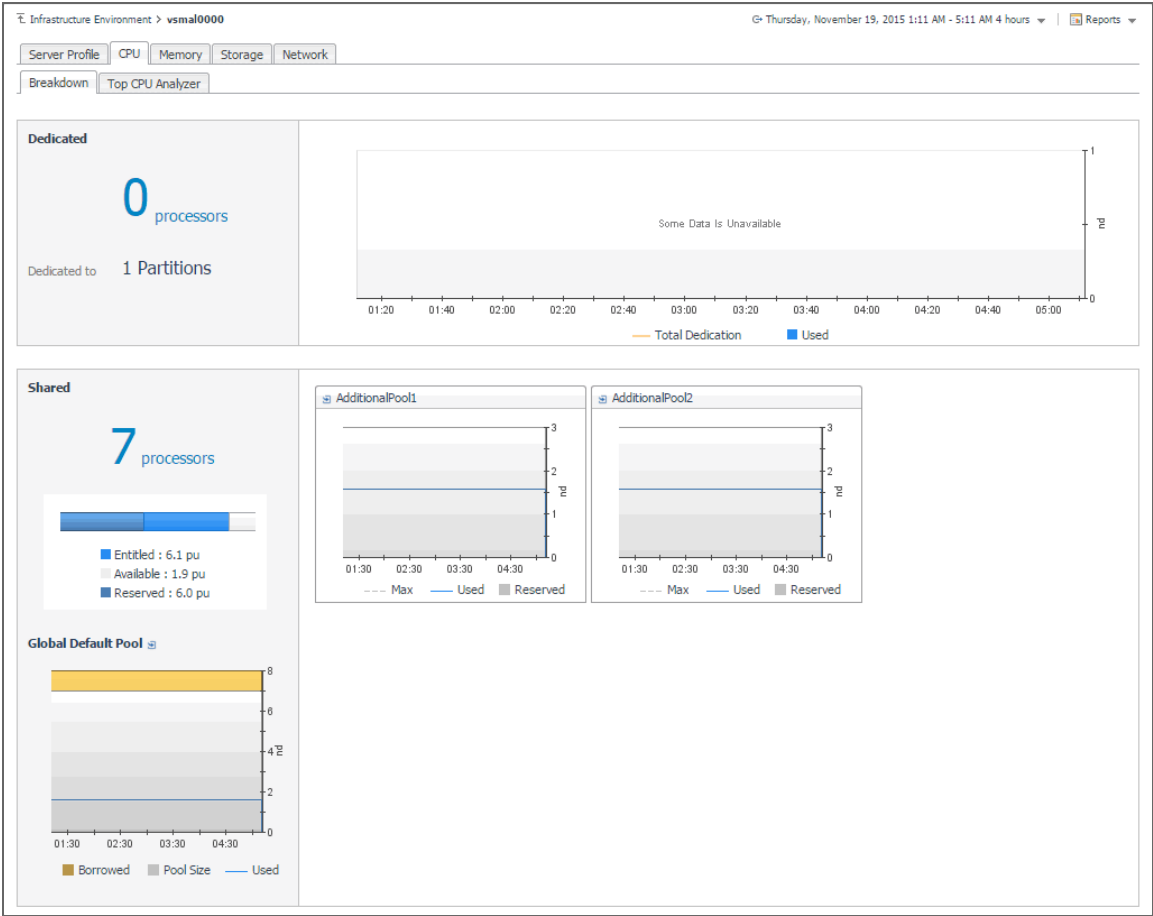 Infrastructure Environment > vsmal0000
Thursday, November 19, 2015 1:11 AM - 5:11 AM 4 hours
Reports
Server Profile
CPU
Memory
Storage
Network
Breakdown
Top CPU Analyzer
Dedicated
0 processors
Dedicated to 1 Partitions
1
Some Data Is Unavailable
pu
0
01:20 01:40 02:00 02:20 02:40 03:00 03:20 03:40 04:00 04:20 04:40 05:00
Total Dedication Used
Shared
7 processors
Entitled : 6.1 pu
Available : 1.9 pu
Reserved : 6.0 pu
Global Default Pool
8
6
4
pu
2
0
01:30 02:30 03:30 04:30
Borrowed Pool Size Used
AdditionalPool1
3
2
pu
1
0
01:30 02:30 03:30 04:30
Max Used Reserved
AdditionalPool2
3
2
pu
1
0
01:30 02:30 03:30 04:30
Max Used Reserved